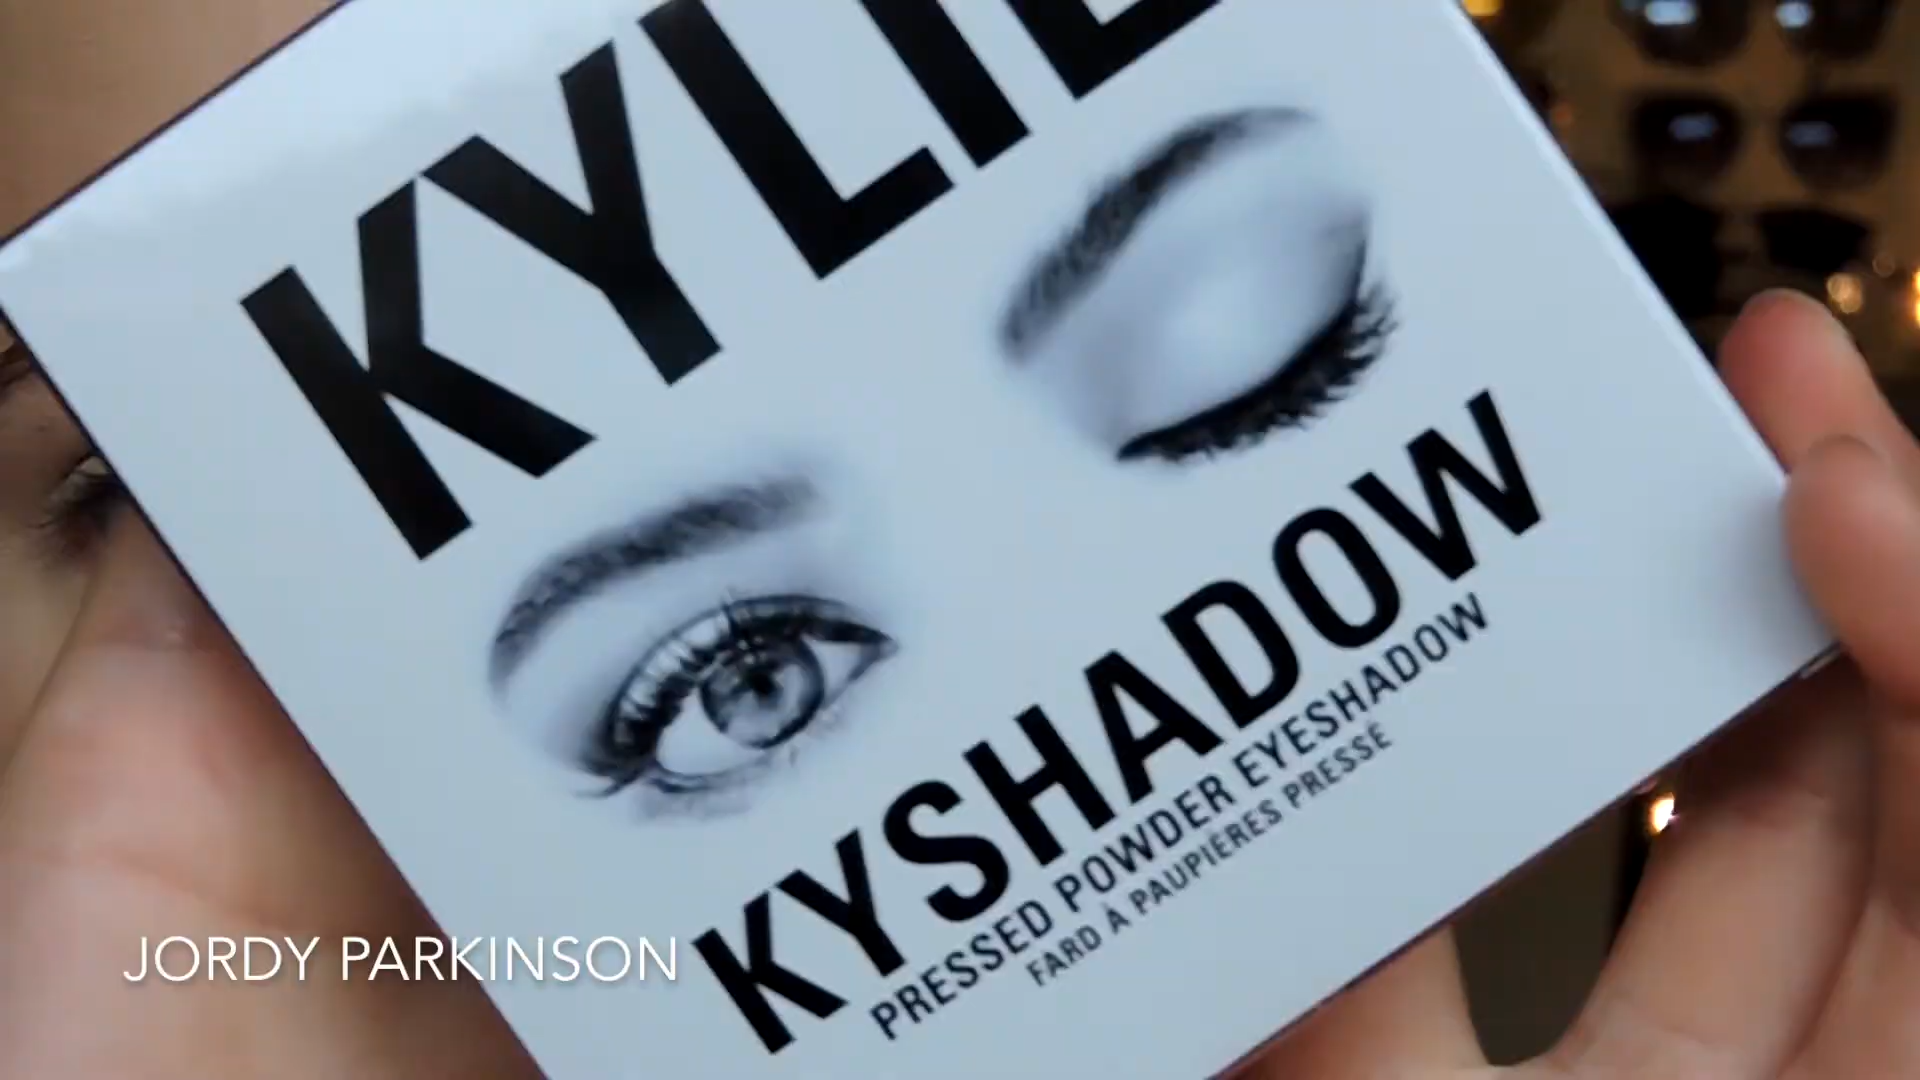 KYLIE
KYSHADOW
PRESSED POWDER EYESHADOW
FARD À PAUPIÈRES PRESSÉ
JORDY PARKINSON